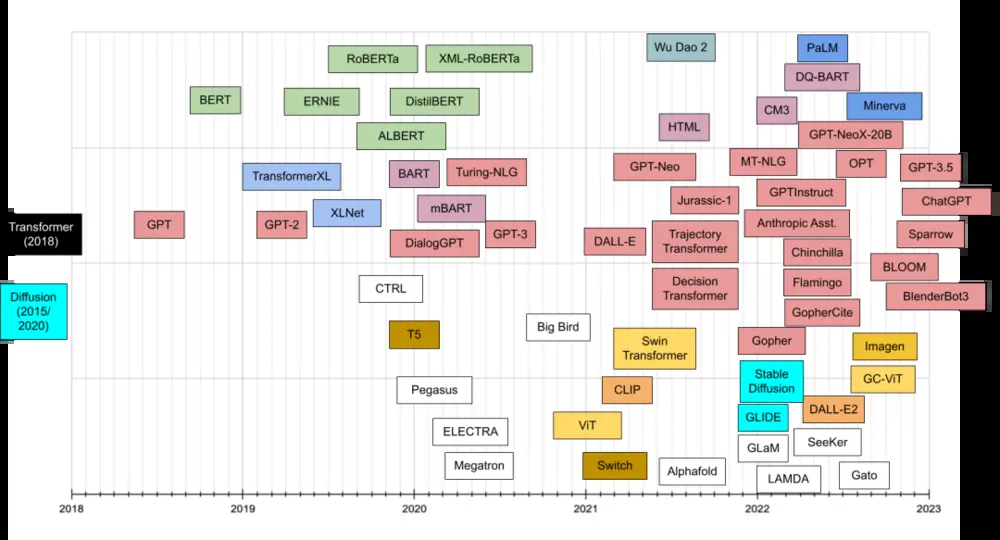 Wu Dao 2
PaLM
RoBERTa
XML-RoBERTa
DQ-BART
BERT
ERNIE
DistilBERT
CM3
Minerva
HTML
ALBERT
GPT-NeoX-20B
TransformerXL
BART
Turing-NLG
GPT-Neo
MT-NLG
OPT
GPT-3.5
GPTInstruct
Jurassic-1
ChatGPT
XLNet
mBART
Transformer
(2018)
GPT
GPT-2
DialogGPT
GPT-3
DALL-E
Trajectory
Transformer
Anthropic Asst.
Sparrow
Chinchilla
BLOOM
Diffusion
(2015/
2020)
CTRL
Decision
Transformer
Flamingo
BlenderBot3
GopherCite
T5
Big Bird
Swin
Transformer
Gopher
Imagen
Pegasus
CLIP
Stable
Diffusion
GC-ViT
GLIDE
DALL-E2
ELECTRA
ViT
GLaM
SeeKer
Megatron
Switch
Alphafold
LAMDA
Gato
2018
2019
2020
2021
2022
2023